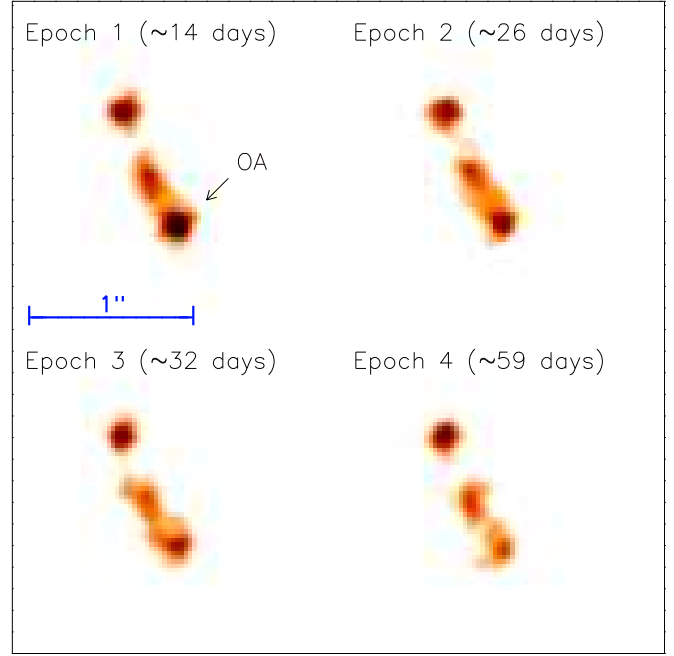 Epoch 1 (~14 days)
Epoch 2 (~26 days)
OA
1"
Epoch 3 (~32 days)
Epoch 4 (~59 days)